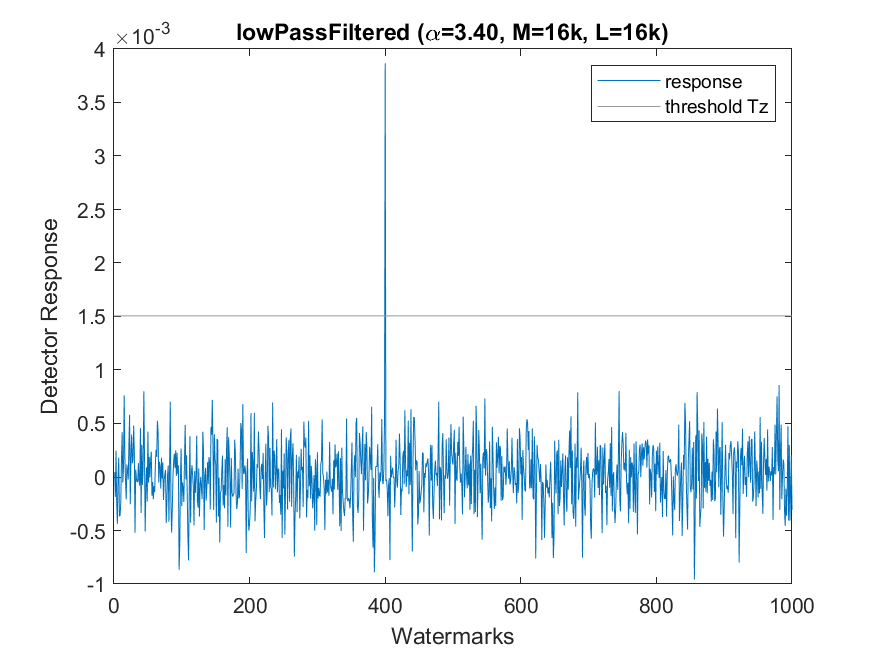 lowPassFiltered (α=3.40, M=16k, L=16k)
×10-3
response
threshold Tz
4
3.5
3
2.5
2
1.5
1
0.5
0
-0.5
-1
Detector Response
0 200 400 600 800 1000
Watermarks